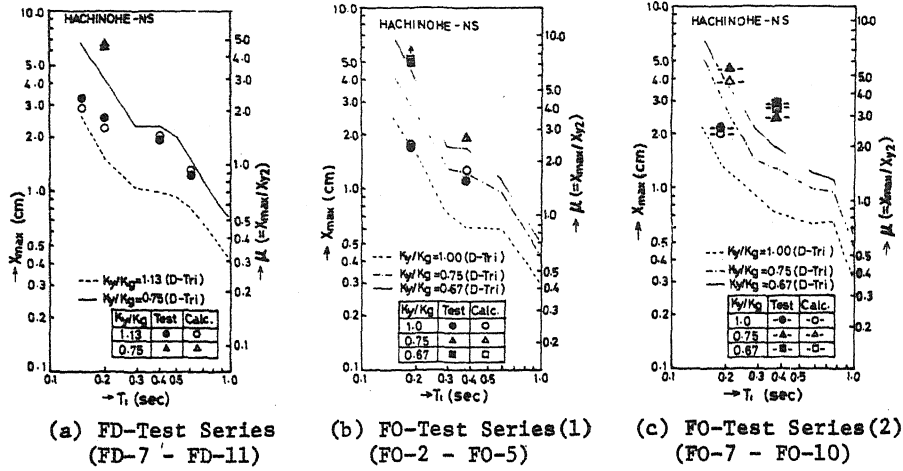 HACHINOHE-NS
10.0
5.0
4.0
3.0
2.0
1.0
0.5
0.4
0.3
0.2
0.1
→ Xmax (cm)
5.0
4.0
3.0
2.0
1.0
0.5
0.4
0.3
0.2
0.1
→ μ (=Xmax/Xy2)
Ky/Kg=1.13 (D-Tri)
Ky/Kg=0.75 (D-Tri)
Ky/Kg Test Calc.
1.13
0.75
0.1 0.2 0.3 0.4 0.5 1.0
→T1 (sec)
(a) FD-Test Series
(FD-7 - FD-11)
HACHINOHE-NS
10.0
5.0
4.0
3.0
2.0
1.0
0.5
0.4
0.3
0.2
0.1
→ Xmax (cm)
10.0
5.0
4.0
3.0
2.0
1.0
0.5
0.4
0.3
0.2
→ μ (=Xmax/Xy2)
Ky/Kg=1.00 (D-Tri)
Ky/Kg=0.75 (D-Tri)
Ky/Kg=0.67 (D-Tri)
Ky/Kg Test Calc.
1.0
0.75
0.67
0.1 0.2 0.3 0.4 0.6 1.0
→T1 (sec)
(b) FO-Test Series(1)
(FO-2 - FO-5)
HACHINOHE-NS
10.0
5.0
4.0
3.0
2.0
1.0
0.5
0.4
0.3
0.2
0.1
→ Xmax (cm)
10.0
5.0
4.0
3.0
2.0
1.0
0.5
0.4
0.3
0.2
→ μ (=Xmax/Xy2)
Ky/Kg=1.00 (D-Tri)
Ky/Kg=0.75 (D-Tri)
Ky/Kg=0.67 (D-Tri)
Ky/Kg Test Calc.
1.0
0.75
0.67
0.1 0.2 0.3 0.4 0.6 1.0
→T1 (sec)
(c) FO-Test Series(2)
(FO-7 - FO-10)